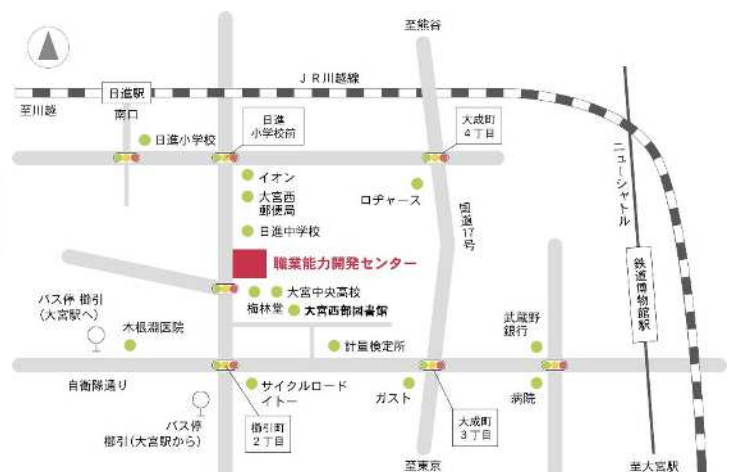 至熊谷
JR川越線
日進駅
至川越
南口
日進小学校
日進
小学校前
大成町
4丁目
イオン
大宮西
郵便局
ロヂャース
日進中学校
国道17号
ニューシャトル
鉄道博物館駅
職業能力開発センター
大宮中央高校
梅林堂
大宮西部図書館
バス停 櫛引
(大宮駅へ)
木根淵医院
計量検定所
武蔵野
銀行
自衛隊通り
サイクルロード
イトー
ガスト
病院
バス停
櫛引(大宮駅から)
櫛引町
2丁目
大成町
3丁目
至東京
至大宮駅